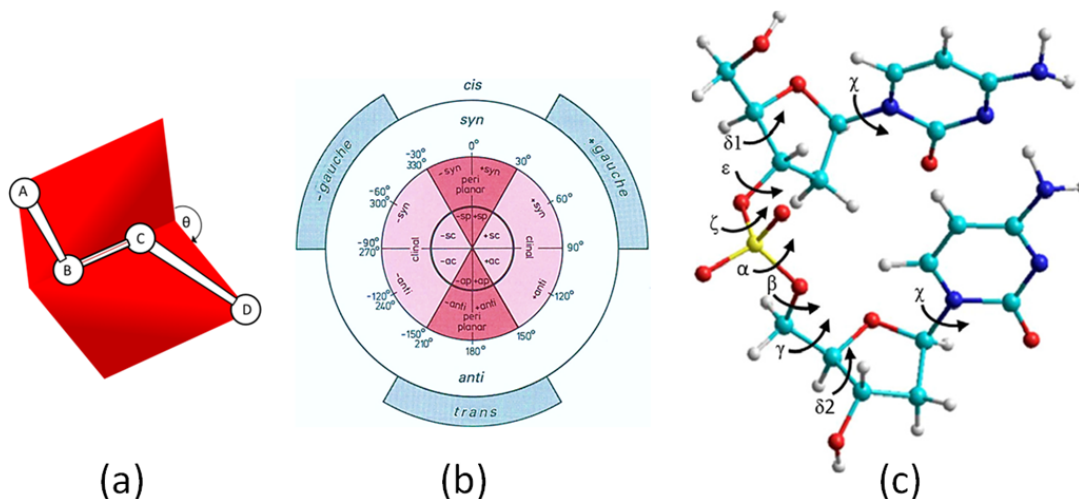 A
B
C
D
θ
(a)
cis
syn
-gauche
+gauche
0°
-30°
330°
30°
-60°
300°
60°
-90°
270°
90°
-120°
240°
120°
-150°
210°
150°
180°
-syn
+syn
peri
planar
-syn
+syn
clinal
clinal
-sp
+sp
-sc
+sc
-ac
+ac
-ap
+ap
-anti
+anti
-anti
+anti
peri
planar
anti
trans
(b)
χ
δ1
ε
ζ
α
β
χ
γ
δ2
(c)